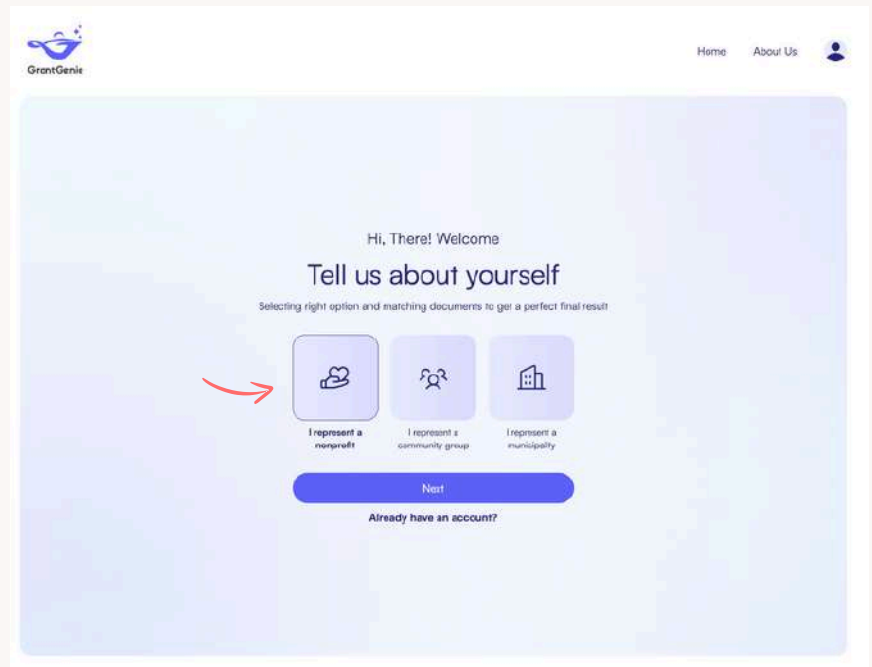 GrantGenie
Home
About Us
Hi, There! Welcome
Tell us about yourself
Selecting right option and matching documents to get a perfect final result
I represent a
nonprofit
I represent a
community group
I represent a
municipality
Next
Already have an account?